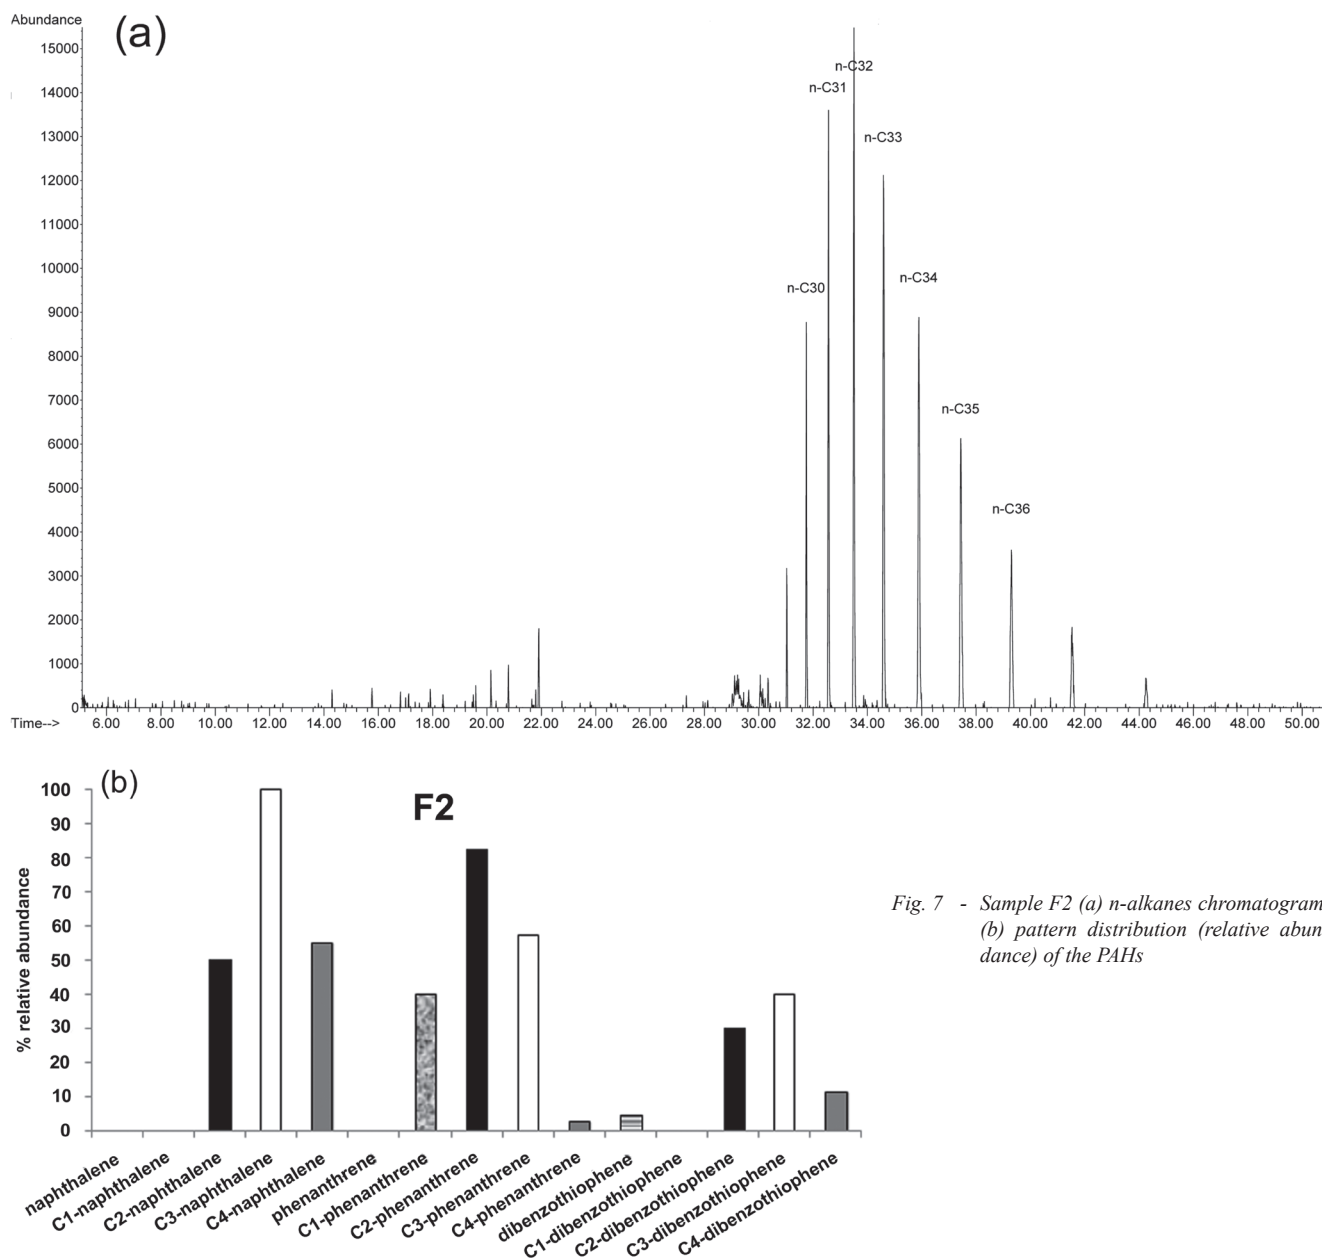 Abundance
(a)
15000
14000
13000
12000
11000
10000
9000
8000
7000
6000
5000
4000
3000
2000
1000
0
n-C30
n-C31
n-C32
n-C33
n-C34
n-C35
n-C36
Time-->
6.00 8.00 10.00 12.00 14.00 16.00 18.00 20.00 22.00 24.00 26.00 28.00 30.00 32.00 34.00 36.00 38.00 40.00 42.00 44.00 46.00 48.00 50.00
(b)
F2
% relative abundance
100
90
80
70
60
50
40
30
20
10
0
naphthalene
C1-naphthalene
C2-naphthalene
C3-naphthalene
C4-naphthalene
phenanthrene
C1-phenanthrene
C2-phenanthrene
C3-phenanthrene
C4-phenanthrene
dibenzothiophene
C1-dibenzothiophene
C2-dibenzothiophene
C3-dibenzothiophene
C4-dibenzothiophene
Fig. 7 - Sample F2 (a) n-alkanes chromatogram
(b) pattern distribution (relative abun-
dance) of the PAHs